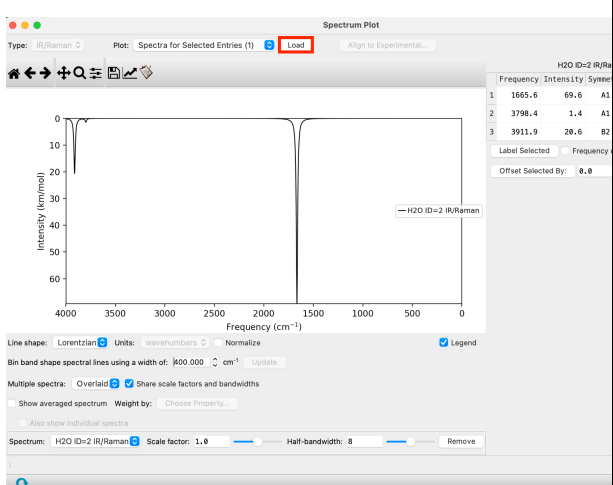 Spectrum Plot
Type: IR/Raman Plot: Spectra for Selected Entries (1) Load Align to Experimental...
H2O ID=2 IR/Ra
Frequency Intensity Symmet
1 1665.6 69.6 A1
2 3798.4 1.4 A1
3 3911.9 20.6 B2
Label Selected Frequency
Offset Selected By: 0.0
0
10
20
30
40
50
60
Intensity (km/mol)
H2O ID=2 IR/Raman
4000 3500 3000 2500 2000 1500 1000 500 0
Frequency (cm⁻¹)
Line shape: Lorentzian Units: wavenumbers Normalize Legend
Bin band shape spectral lines using a width of: 400.000 cm⁻¹ Update
Multiple spectra: Overlaid Share scale factors and bandwidths
Show averaged spectrum Weight by: Choose Property...
Also show individual spectra
Spectrum: H2O ID=2 IR/Raman Scale factor: 1.0 Half-bandwidth: 8 Remove